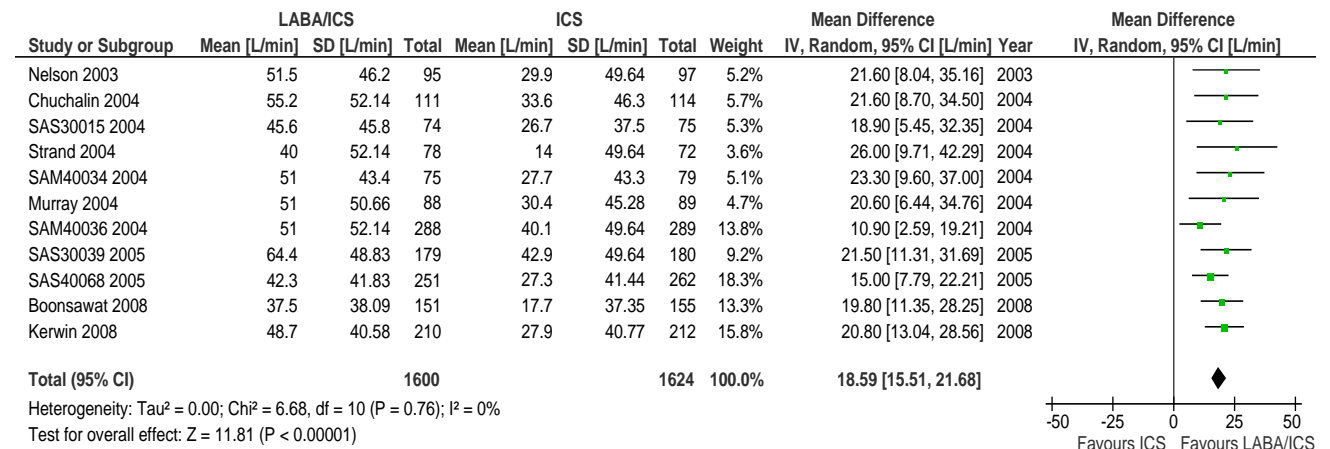 LABA/ICS ICS Mean Difference Mean Difference
Study or Subgroup Mean [L/min] SD [L/min] Total Mean [L/min] SD [L/min] Total Weight IV, Random, 95% CI [L/min] Year IV, Random, 95% CI [L/min]
Nelson 2003 51.5 46.2 95 29.9 49.64 97 5.2% 21.60 [8.04, 35.16] 2003
Chuchalin 2004 55.2 52.14 111 33.6 46.3 114 5.7% 21.60 [8.70, 34.50] 2004
SAS30015 2004 45.6 45.8 74 26.7 37.5 75 5.3% 18.90 [5.45, 32.35] 2004
Strand 2004 40 52.14 78 14 49.64 72 3.6% 26.00 [9.71, 42.29] 2004
SAM40034 2004 51 43.4 75 27.7 43.3 79 5.1% 23.30 [9.60, 37.00] 2004
Murray 2004 51 50.66 88 30.4 45.28 89 4.7% 20.60 [6.44, 34.76] 2004
SAM40036 2004 51 52.14 288 40.1 49.64 289 13.8% 10.90 [2.59, 19.21] 2004
SAS30039 2005 64.4 48.83 179 42.9 49.64 180 9.2% 21.50 [11.31, 31.69] 2005
SAS40068 2005 42.3 41.83 251 27.3 41.44 262 18.3% 15.00 [7.79, 22.21] 2005
Boonsawat 2008 37.5 38.09 151 17.7 37.35 155 13.3% 19.80 [11.35, 28.25] 2008
Kerwin 2008 48.7 40.58 210 27.9 40.77 212 15.8% 20.80 [13.04, 28.56] 2008
Total (95% CI) 1600 1624 100.0% 18.59 [15.51, 21.68]
Heterogeneity: Tau² = 0.00; Chi² = 6.68, df = 10 (P = 0.76); I² = 0%
Test for overall effect: Z = 11.81 (P < 0.00001)
-50 -25 0 25 50
Favours ICS Favours LABA/ICS